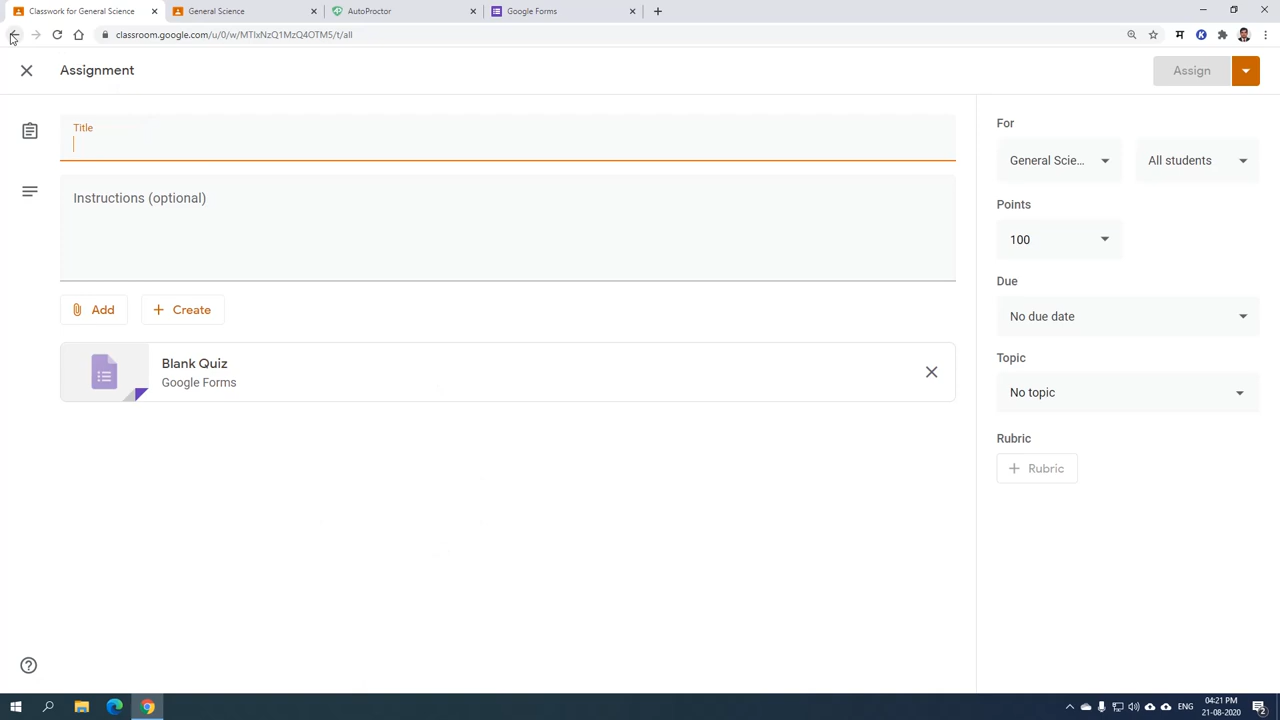 Classwork for General Science
General Science
AutoProctor
Google Forms
classroom.google.com/u/0/w/MTIxNzQ1MzQ4OTM5/t/all
Assignment
Assign
Title
Instructions (optional)
Add
Create
Blank Quiz
Google Forms
For
General Scie...
All students
Points
100
Due
No due date
Topic
No topic
Rubric
Rubric
ENG
04:21 PM
21-08-2020
2